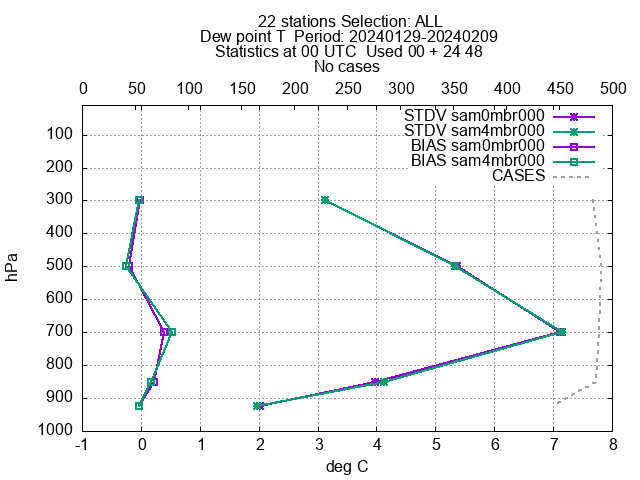 22 stations Selection: ALL
Dew point T  Period: 20240129-20240209
Statistics at 00 UTC  Used 00 + 24 48
No cases
0 50 100 150 200 250 300 350 400 450 500
STDV sam0mbr000
STDV sam4mbr000
BIAS sam0mbr000
BIAS sam4mbr000
CASES
100
200
300
400
500
600
700
800
900
1000
hPa
-1 0 1 2 3 4 5 6 7 8
deg C